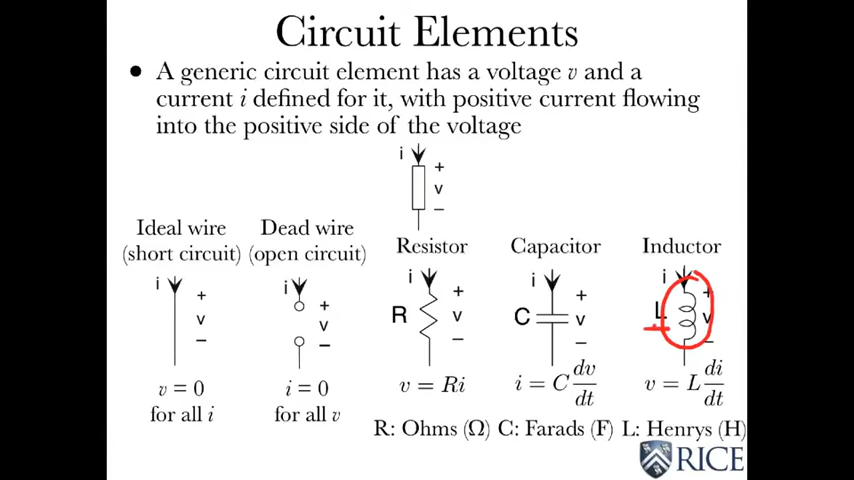 Circuit Elements
● A generic circuit element has a voltage v and a
current i defined for it, with positive current flowing
into the positive side of the voltage
i
+
v
−
Ideal wire
(short circuit)
i
+
v
−
v = 0
for all i
Dead wire
(open circuit)
i
+
v
−
i = 0
for all v
Resistor
i
R
+
v
−
v = Ri
Capacitor
i
C
+
v
−
i = C dv/dt
Inductor
i
L
+
v
−
v = L di/dt
R: Ohms (Ω) C: Farads (F) L: Henrys (H)
RICE